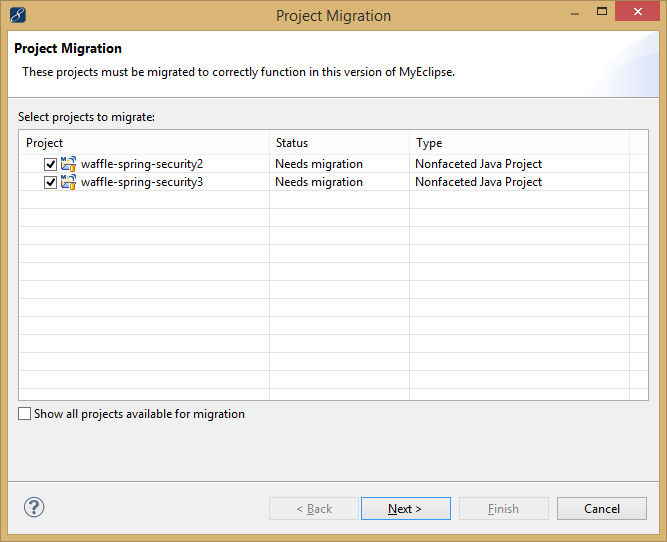 Project Migration
Project Migration
These projects must be migrated to correctly function in this version of MyEclipse.
Select projects to migrate:
Project Status Type
waffle-spring-security2 Needs migration Nonfaceted Java Project
waffle-spring-security3 Needs migration Nonfaceted Java Project
Show all projects available for migration
? < Back Next > Finish Cancel